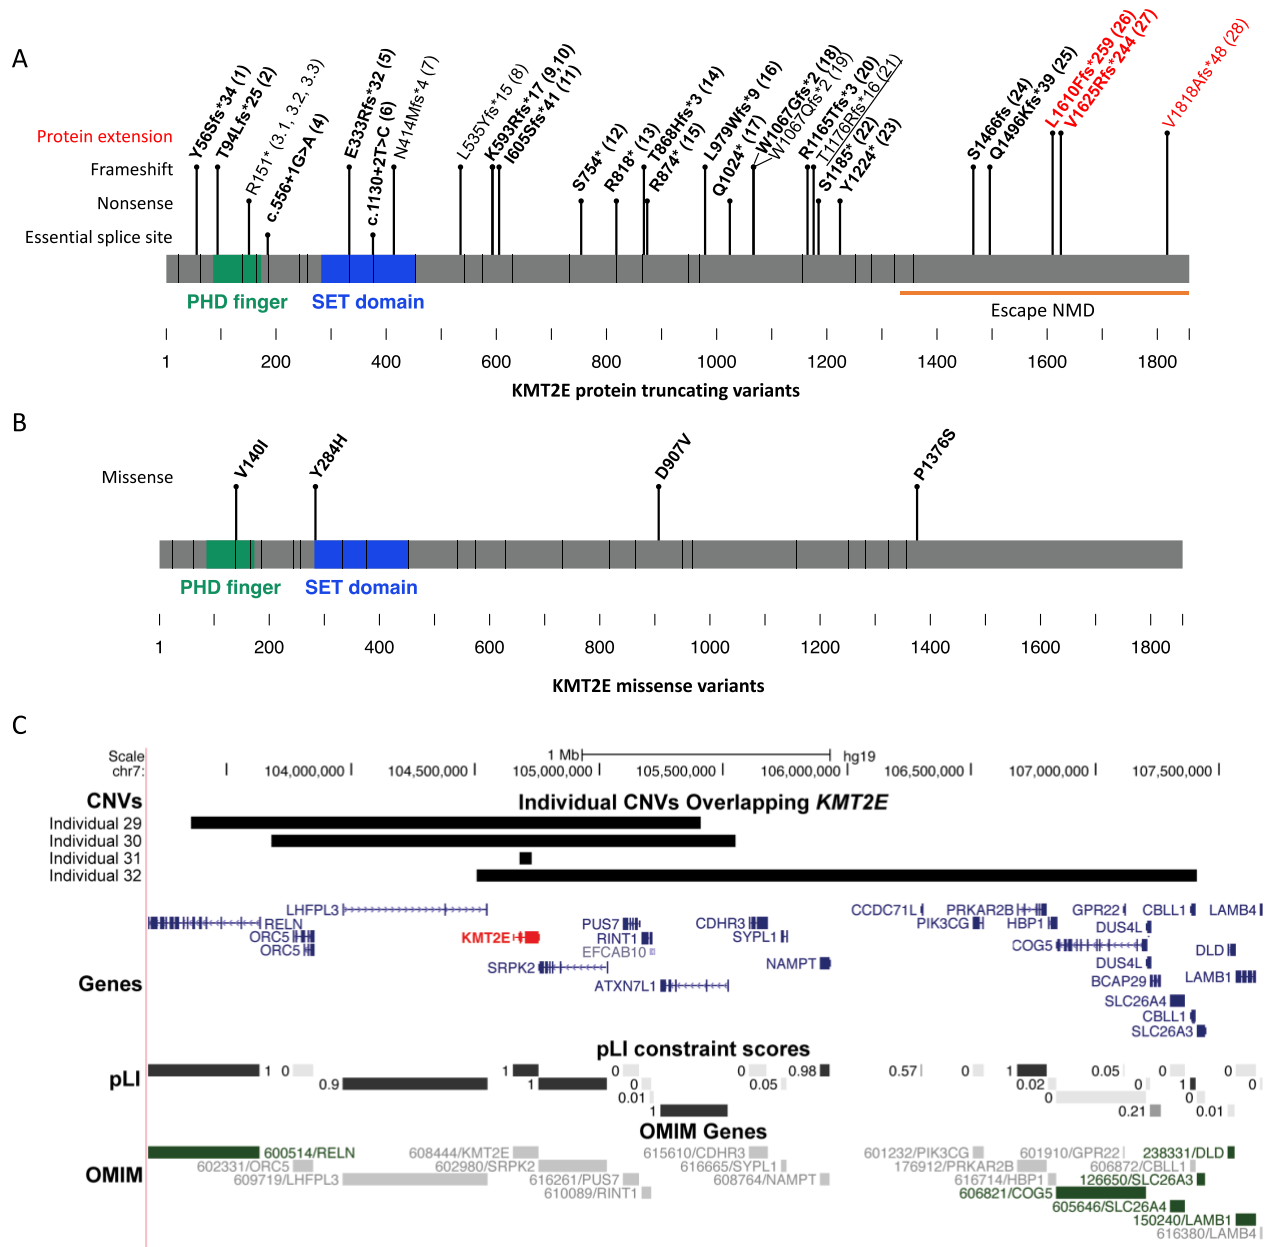 A
Protein extension
Frameshift
Nonsense
Essential splice site
Y56Sfs*34 (1)
T94Lfs*25 (2)
R151* (3.1, 3.2, 3.3)
c.556+1G>A (4)
E333Rfs*32 (5)
c.1130+2T>C (6)
N414Mfs*4 (7)
L535Yfs*15 (8)
K593Rfs*17 (9,10)
I605Sfs*41 (11)
S754* (12)
R818* (13)
T868Hfs*3 (14)
R874* (15)
L979Wfs*9 (16)
Q1024* (17)
W1067Gfs*2 (18)
W1067Qfs*2 (19)
R1165Tfs*3 (20)
T1176Rfs*16 (21)
S1185* (22)
Y1224* (23)
S1466fs (24)
Q1496Kfs*39 (25)
L1610Ffs*259 (26)
V1625Rfs*244 (27)
V1818Afs*48 (28)
PHD finger SET domain
Escape NMD
1 200 400 600 800 1000 1200 1400 1600 1800
KMT2E protein truncating variants
B
Missense
V140I
Y284H
D907V
P1376S
PHD finger SET domain
1 200 400 600 800 1000 1200 1400 1600 1800
KMT2E missense variants
C
Scale 1 Mb hg19
chr7: 104,000,000 104,500,000 105,000,000 105,500,000 106,000,000 106,500,000 107,000,000 107,500,000
CNVs Individual CNVs Overlapping KMT2E
Individual 29
Individual 30
Individual 31
Individual 32
LHFPL3 CCDC71L PRKAR2B GPR22 CBLL1 LAMB4
RELN PUS7 CDHR3 PIK3CG HBP1 DUS4L
ORC5 KMT2E RINT1 SYPL1 COG5
ORC5 EFCAB10 DLD
SRPK2 NAMPT DUS4L
Genes ATXN7L1 BCAP29 LAMB1
SLC26A4
CBLL1
SLC26A3
pLI constraint scores
pLI
1 0 1 0 0 0.98 0.57 0 1 0.05 0 0
0.9 1 0 0.05 0.02 0 1 0
0.01 0 0
1 0.21 0.01
OMIM Genes
OMIM
600514/RELN 608444/KMT2E 615610/CDHR3 601232/PIK3CG 601910/GPR22 238331/DLD
602331/ORC5 602980/SRPK2 616665/SYPL1 176912/PRKAR2B 606872/CBLL1
609719/LHFPL3 616261/PUS7 608764/NAMPT 616714/HBP1 126650/SLC26A3
610089/RINT1 606821/COG5
605646/SLC26A4
150240/LAMB1
616380/LAMB4